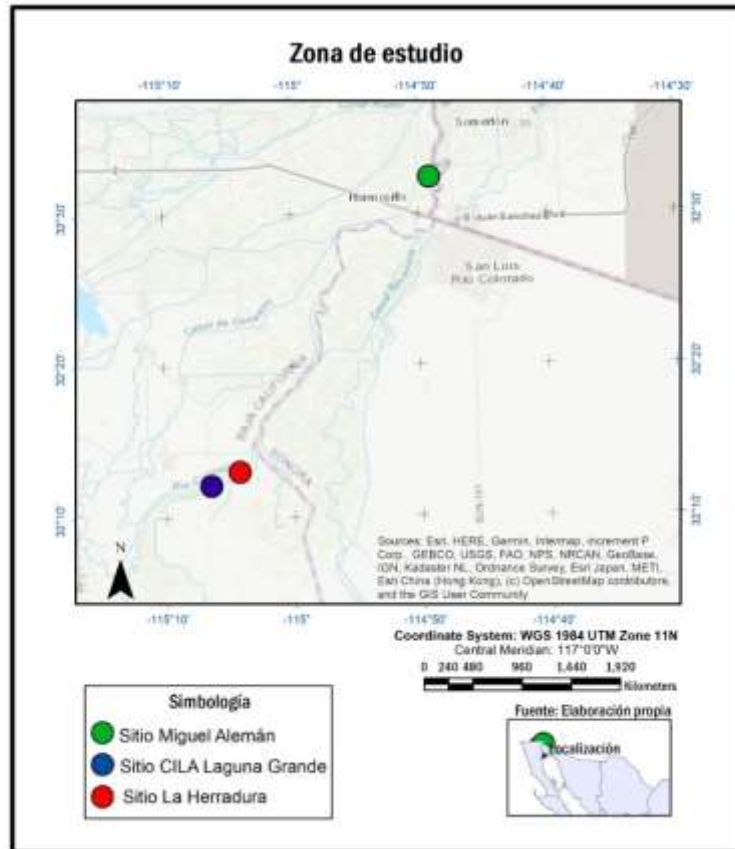 Zona de estudio
-115°10' -115° -114°50' -114°40' -114°30'
Somerton
32°30' 32°30'
San Luis
Río Colorado
32°20' 32°20'
BAJA CALIFORNIA
SONORA
32°10' 32°10'
Sources: Esri, HERE, Garmin, Intermap, increment P
Corp., GEBCO, USGS, FAO, NPS, NRCAN, GeoBase,
IGN, Kadaster NL, Ordnance Survey, Esri Japan, METI,
Esri China (Hong Kong), (c) OpenStreetMap contributors,
and the GIS User Community
N
-115°10' -115° -114°50' -114°40'
Coordinate System: WGS 1984 UTM Zone 11N
Central Meridian: 117°0'0"W
0 240 480 960 1,440 1,920
Kilometers
Simbología
Sitio Miguel Alemán
Sitio CILA Laguna Grande
Sitio La Herradura
Fuente: Elaboración propia
Localización